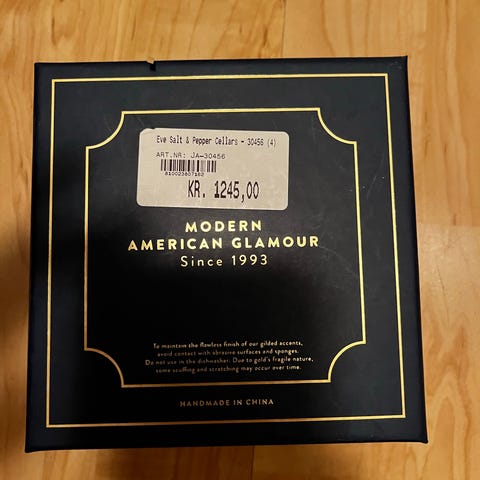 Eve Salt & Pepper Cellars - 30456 (4)
ART.NR: JA-30456
810023807162
KR. 1245,00
MODERN
AMERICAN GLAMOUR
Since 1993
To maintain the flawless finish of our gilded accents,
avoid contact with abrasive surfaces and sponges.
Do not use in the dishwasher. Due to gold's fragile nature,
some scuffing and scratching may occur over time.
HANDMADE IN CHINA